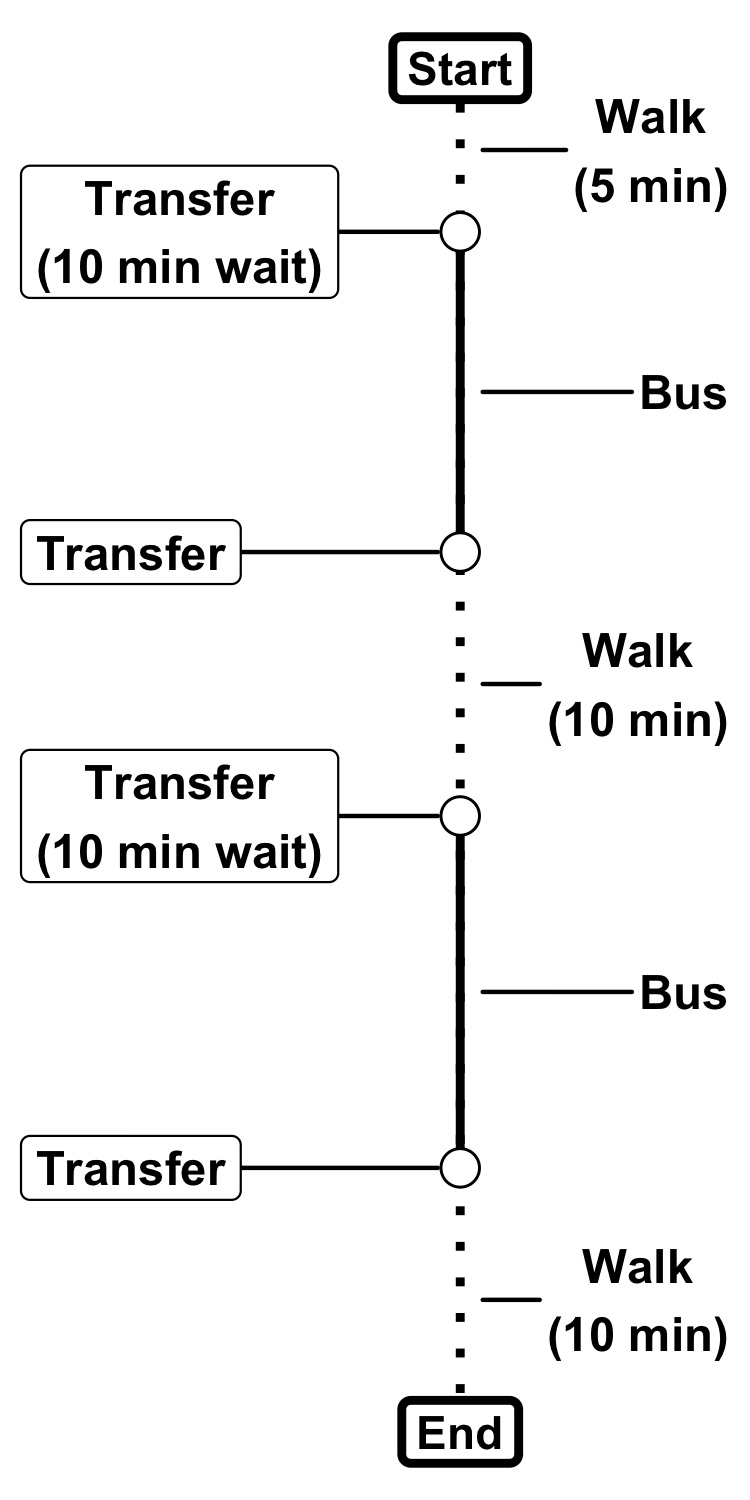 Start
Walk
(5 min)
Transfer
(10 min wait)
Bus
Transfer
Walk
(10 min)
Transfer
(10 min wait)
Bus
Transfer
Walk
(10 min)
End